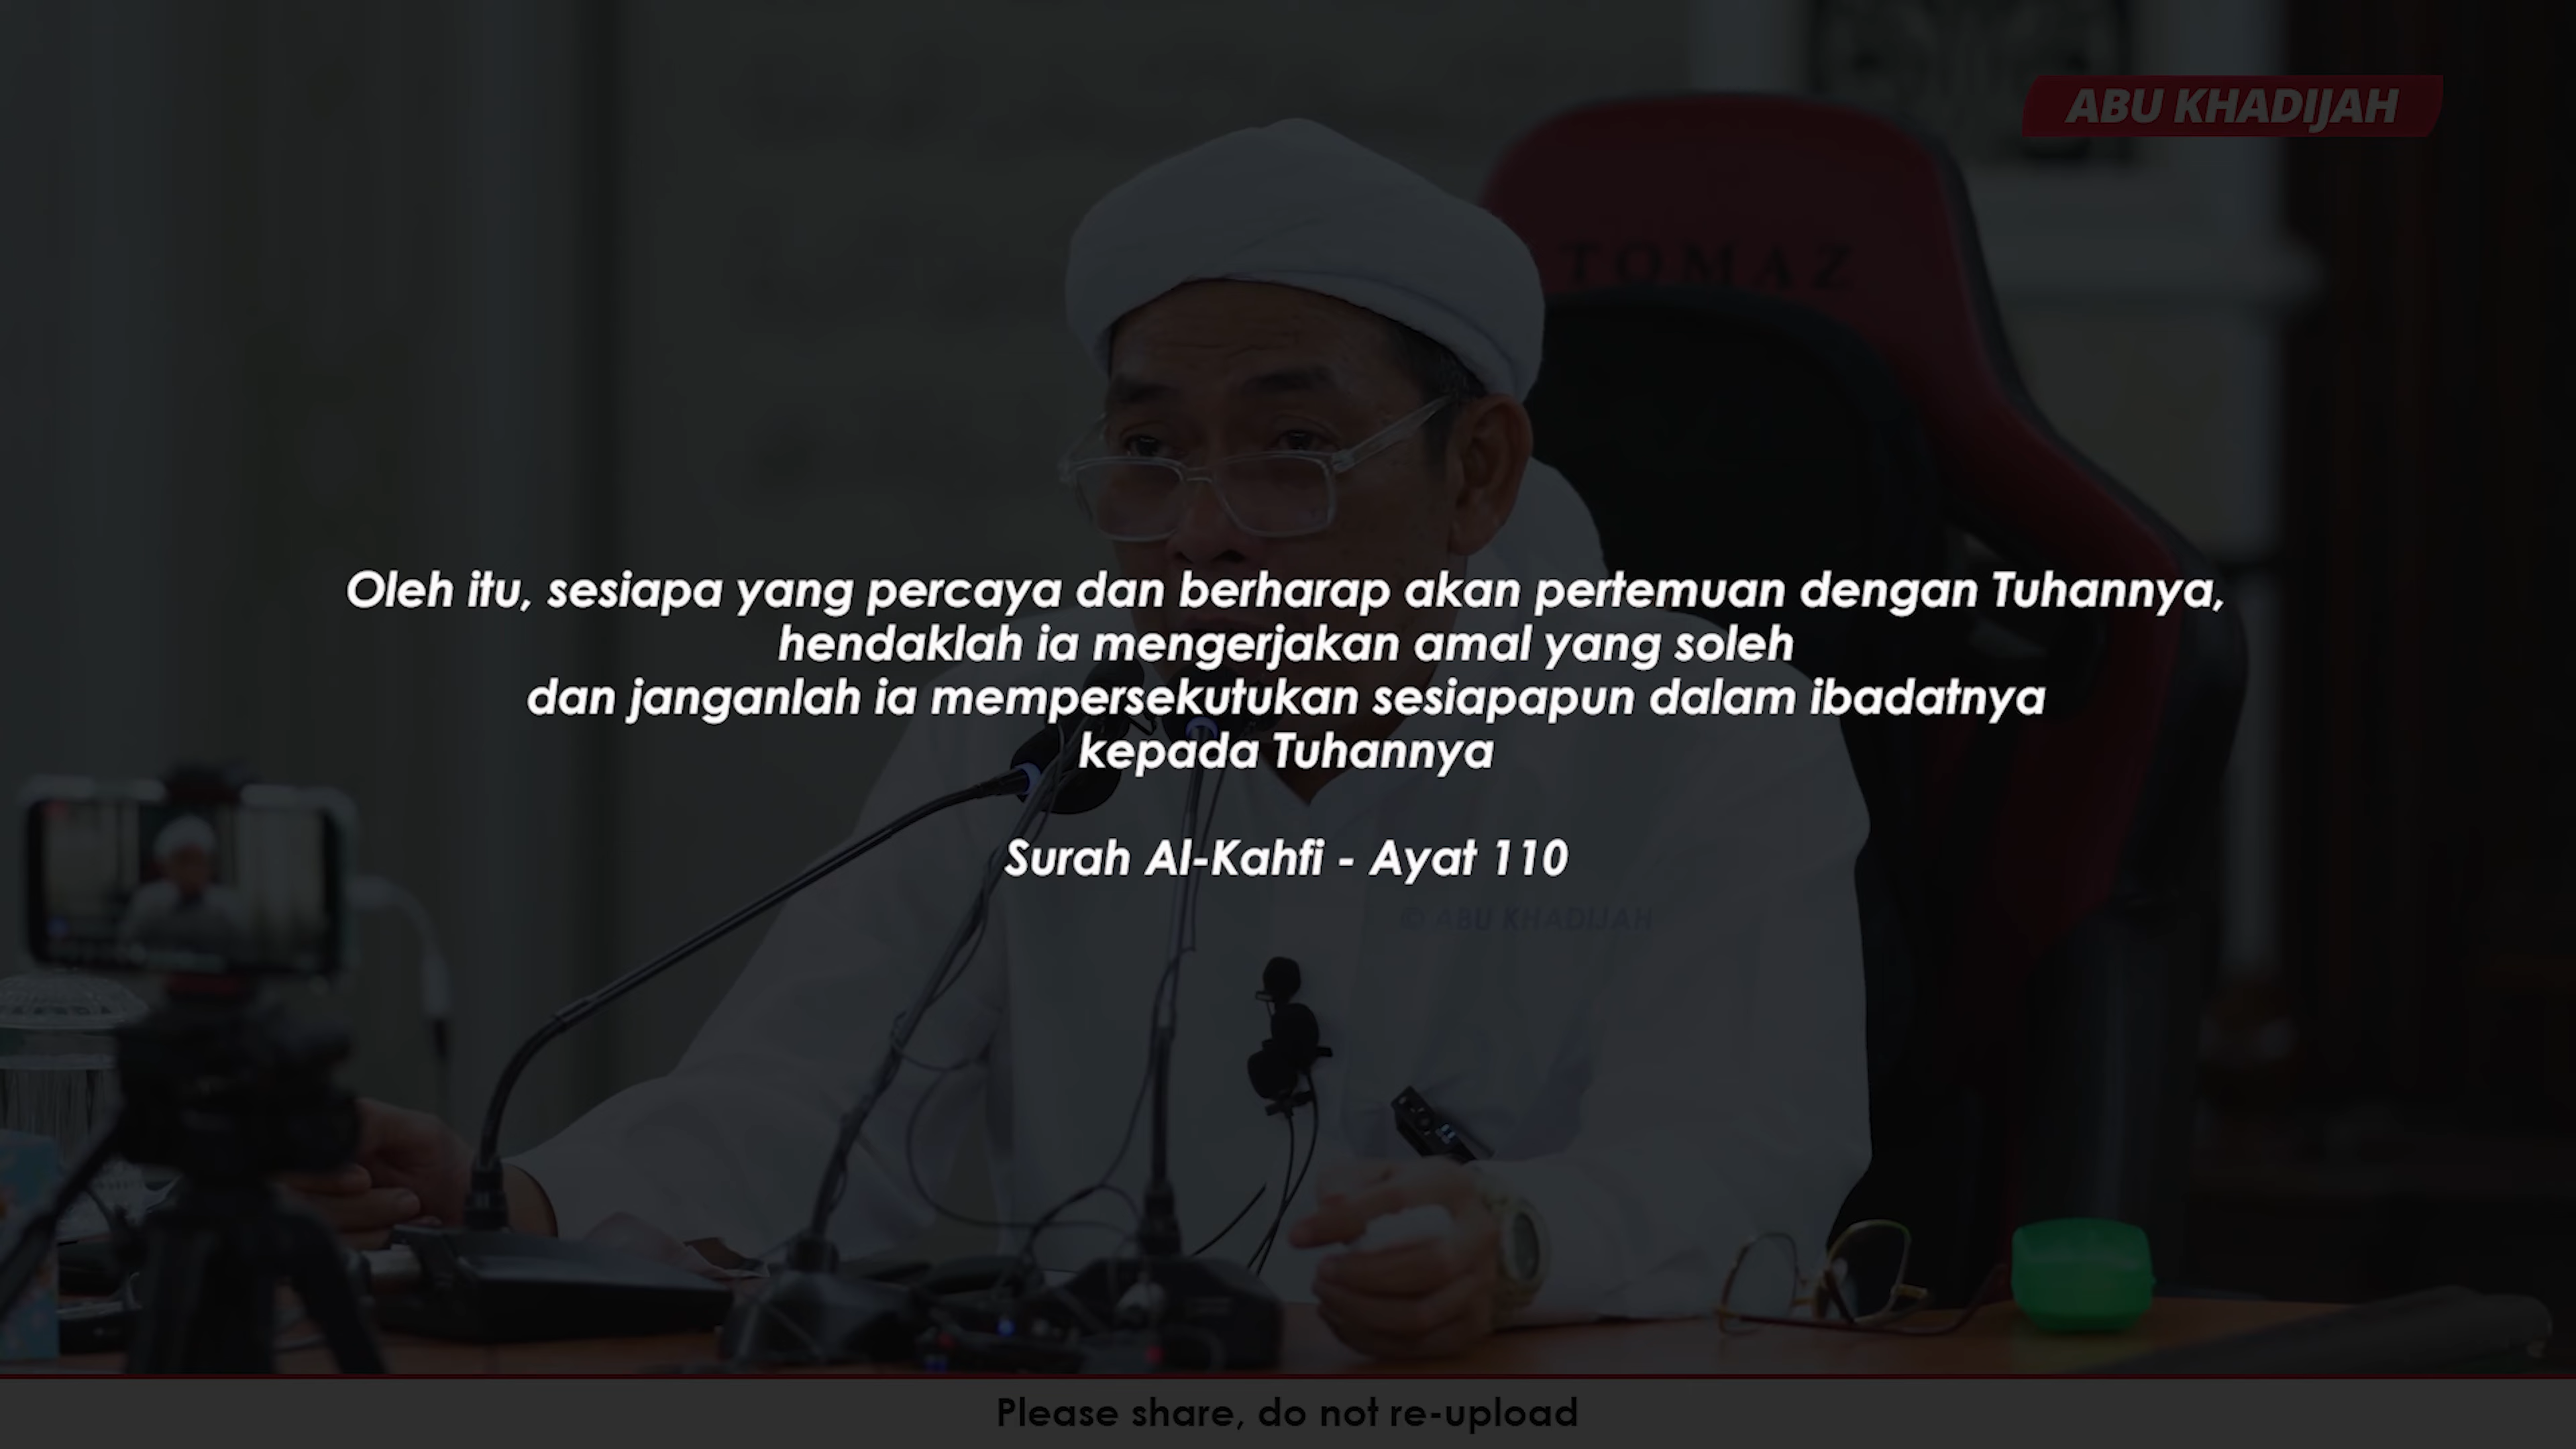 ABU KHADIJAH
TOMAZ
Oleh itu, sesiapa yang percaya dan berharap akan pertemuan dengan Tuhannya,
hendaklah ia mengerjakan amal yang soleh
dan janganlah ia mempersekutukan sesiapapun dalam ibadatnya
kepada Tuhannya
Surah Al-Kahfi - Ayat 110
© ABU KHADIJAH
Please share, do not re-upload